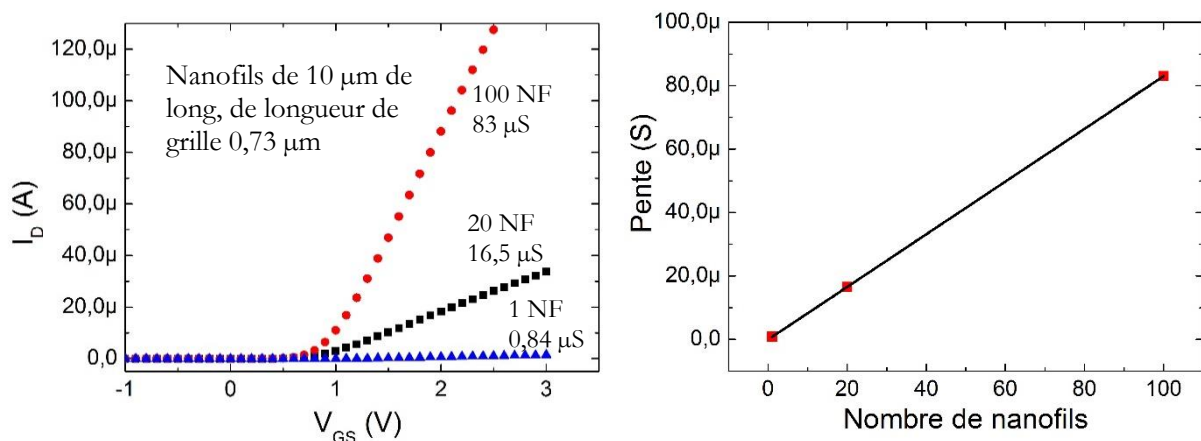 120,0µ
100,0µ
80,0µ
60,0µ
40,0µ
20,0µ
0,0
I_D (A)
Nanofils de 10 µm de
long, de longueur de
grille 0,73 µm
100 NF
83 µS
20 NF
16,5 µS
1 NF
0,84 µS
-1 0 1 2 3
V_GS (V)
100,0µ
80,0µ
60,0µ
40,0µ
20,0µ
0,0
Pente (S)
0 20 40 60 80 100
Nombre de nanofils